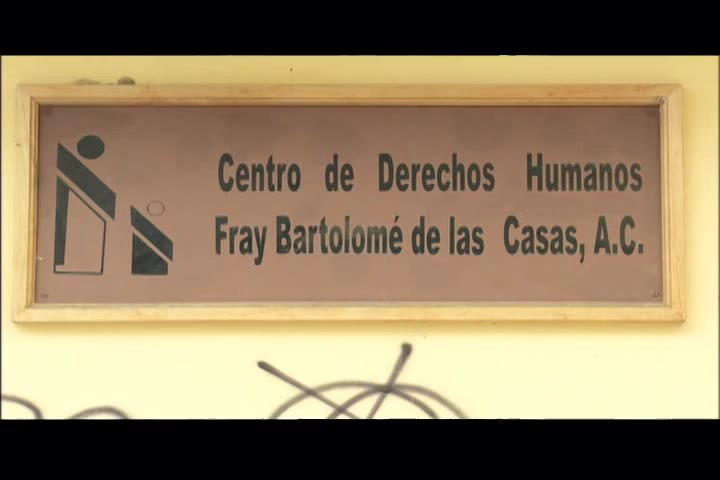 Centro de Derechos Humanos
Fray Bartolomé de las Casas, A.C.